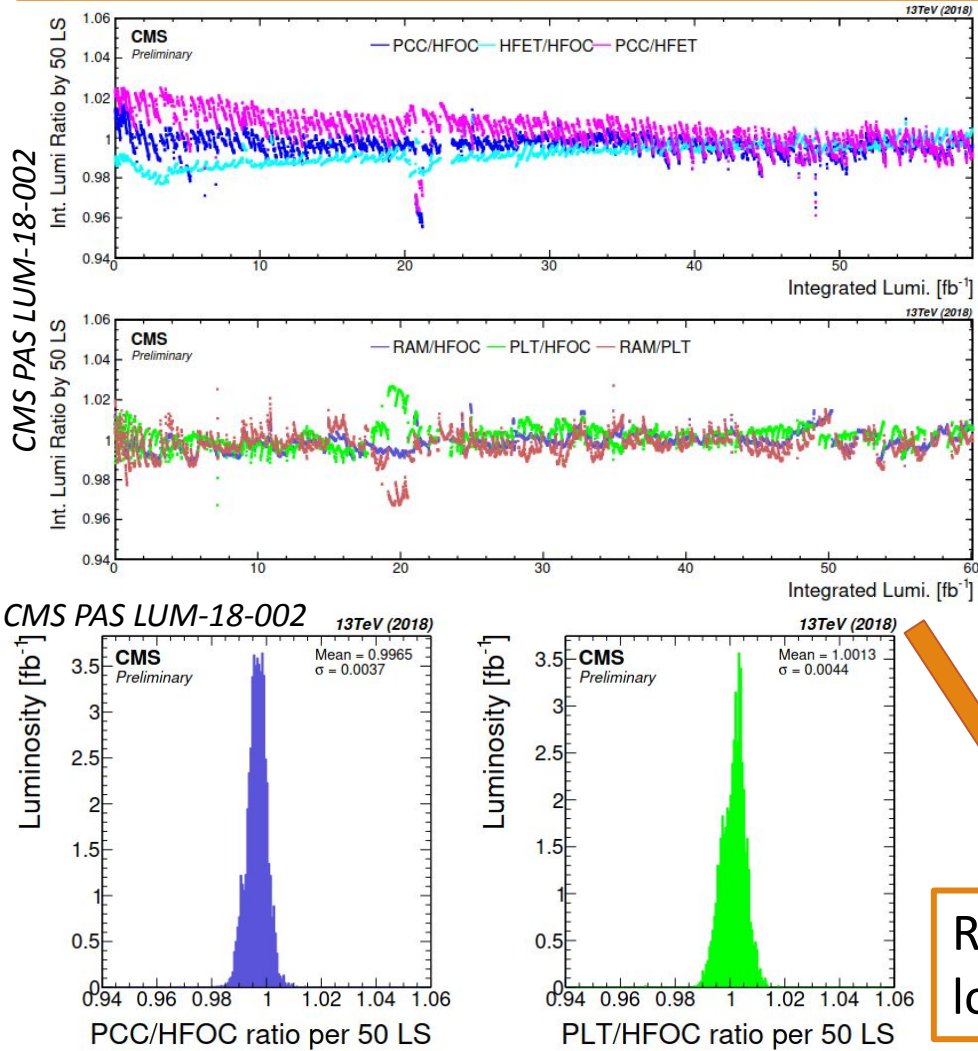 13TeV (2018)
CMS
Preliminary
PCC/HFOC HFET/HFOC PCC/HFET
Int. Lumi Ratio by 50 LS
1.06
1.04
1.02
1
0.98
0.96
0.94
0 10 20 30 40 50
Integrated Lumi. [fb⁻¹]
CMS PAS LUM-18-002
13TeV (2018)
CMS
Preliminary
RAM/HFOC PLT/HFOC RAM/PLT
Int. Lumi Ratio by 50 LS
1.06
1.04
1.02
1
0.98
0.96
0.94
0 10 20 30 40 50 60
Integrated Lumi. [fb⁻¹]
CMS PAS LUM-18-002
13TeV (2018)
CMS
Preliminary
Mean = 0.9965
σ = 0.0037
Luminosity [fb⁻¹]
3.5
3
2.5
2
1.5
1
0.5
0
0.94 0.96 0.98 1 1.02 1.04 1.06
PCC/HFOC ratio per 50 LS
13TeV (2018)
CMS
Preliminary
Mean = 1.0013
σ = 0.0044
Luminosity [fb⁻¹]
3.5
3
2.5
2
1.5
1
0.5
0
0.94 0.96 0.98 1 1.02 1.04 1.06
PLT/HFOC ratio per 50 LS